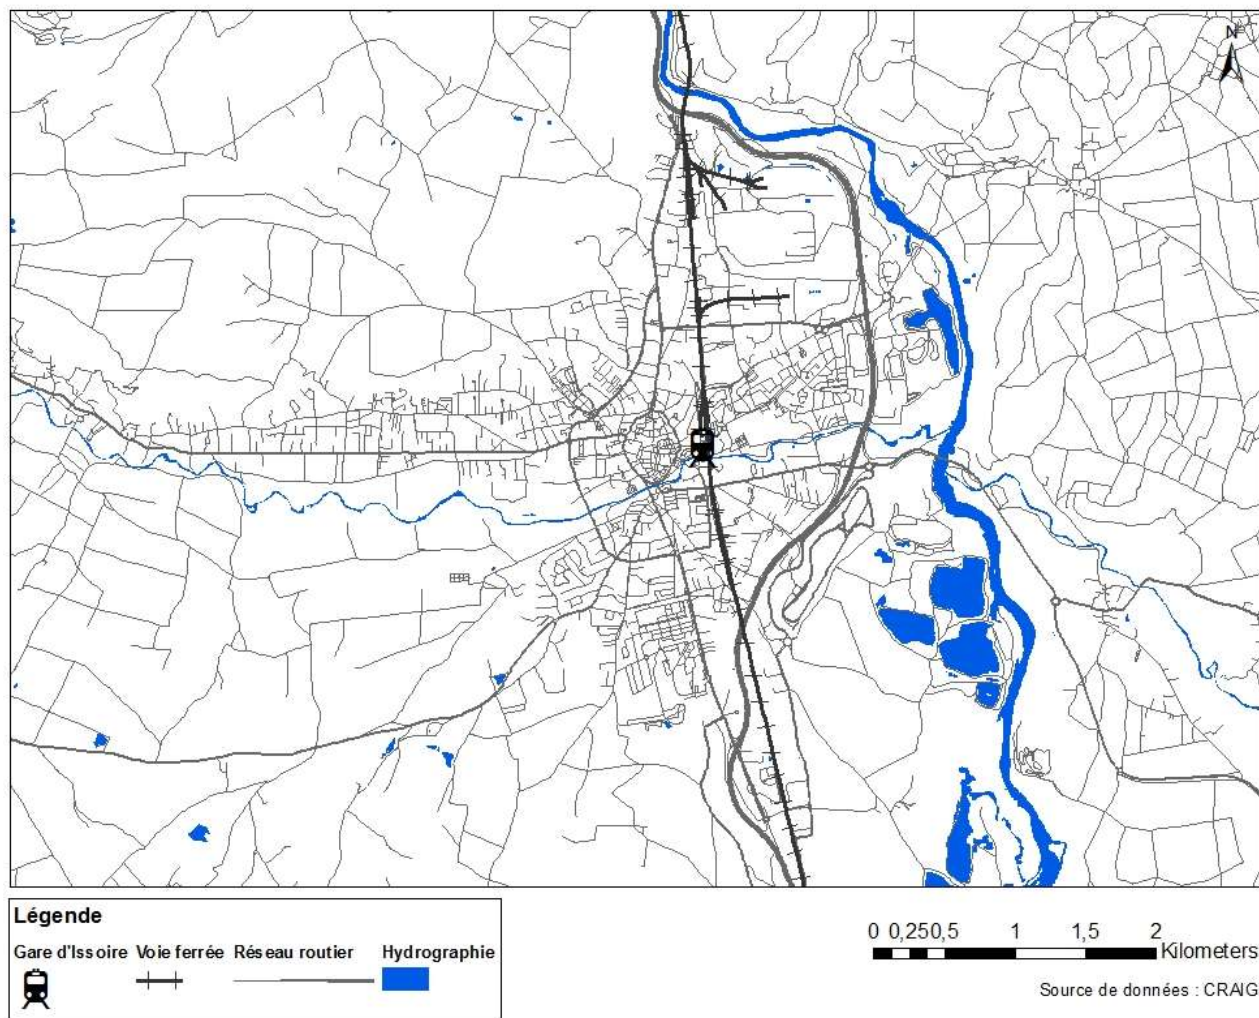 N
Légende
Gare d'Issoire Voie ferrée Réseau routier Hydrographie
0 0,250,5 1 1,5 2
Kilometers
Source de données : CRAIG